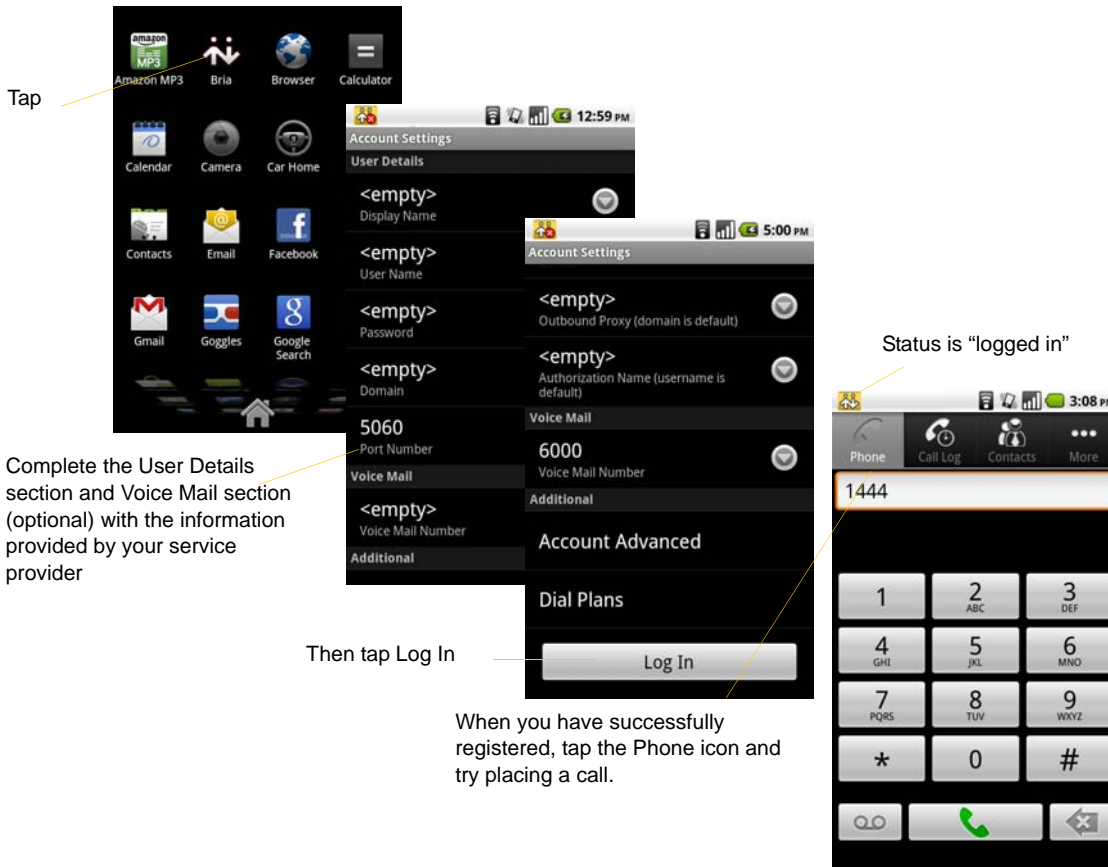 Tap
amazon
MP3
Amazon MP3
Bria
Browser
Calculator
Calendar
Camera
Car Home
Contacts
Email
Facebook
Gmail
Goggles
Google
Search
12:59 PM
Account Settings
User Details
<empty>
Display Name
<empty>
User Name
<empty>
Password
<empty>
Domain
5060
Port Number
Voice Mail
<empty>
Voice Mail Number
Additional
Complete the User Details
section and Voice Mail section
(optional) with the information
provided by your service
provider
5:00 PM
Account Settings
<empty>
Outbound Proxy (domain is default)
<empty>
Authorization Name (username is
default)
Voice Mail
6000
Voice Mail Number
Additional
Account Advanced
Dial Plans
Log In
Then tap Log In
When you have successfully
registered, tap the Phone icon and
try placing a call.
Status is “logged in”
3:08 PM
Phone
Call Log
Contacts
More
1444
1
2
ABC
3
DEF
4
GHI
5
JKL
6
MNO
7
PQRS
8
TUV
9
WXYZ
*
0
#